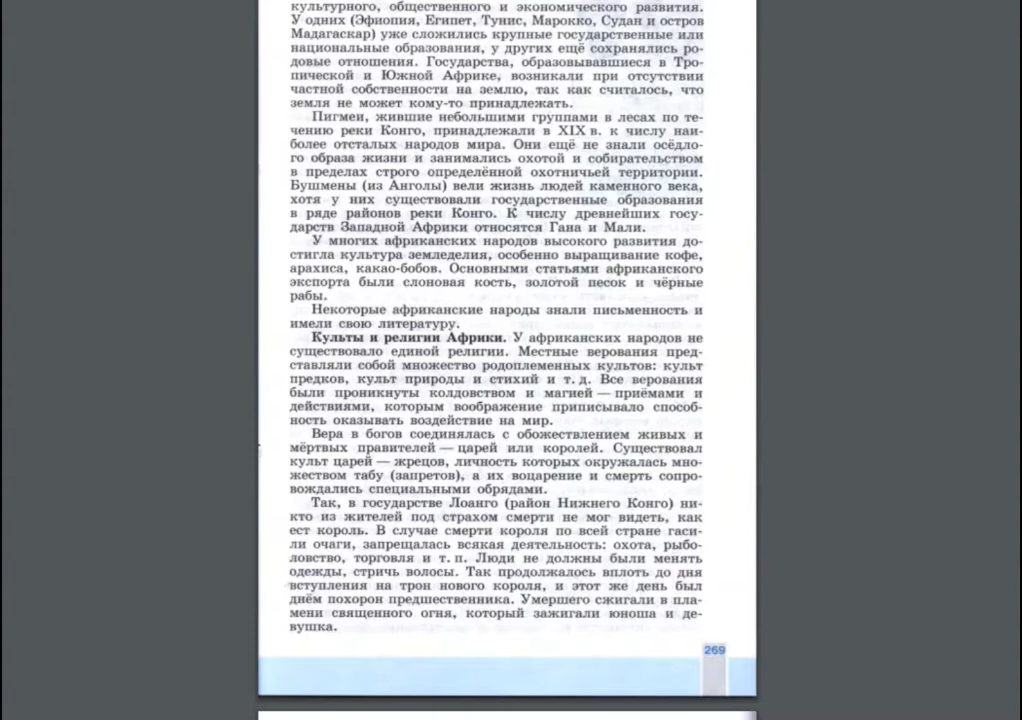 культурного, общественного и экономического развития.
У одних (Эфиопия, Египет, Тунис, Марокко, Судан и остров
Мадагаскар) уже сложились крупные государственные или
национальные образования, у других ещё сохранялись ро-
довые отношения. Государства, образовывавшиеся в Тро-
пической и Южной Африке, возникали при отсутствии
частной собственности на землю, так как считалось, что
земля не может кому-то принадлежать.
Пигмеи, жившие небольшими группами в лесах по те-
чению реки Конго, принадлежали в XIX в. к числу наи-
более отсталых народов мира. Они ещё не знали оседло-
го образа жизни и занимались охотой и собирательством
в пределах строго определённой охотничьей территории.
Бушмены (из Анголы) вели жизнь людей каменного века,
хотя у них существовали государственные образования
в ряде районов реки Конго. К числу древнейших госу-
дарств Западной Африки относятся Гана и Мали.
У многих африканских народов высокого развития до-
стигла культура земледелия, особенно выращивание кофе,
арахиса, какао-бобов. Основными статьями африканского
экспорта были слоновая кость, золотой песок и чёрные
рабы.
Некоторые африканские народы знали письменность и
имели свою литературу.
Культы и религии Африки. У африканских народов не
существовало единой религии. Местные верования пред-
ставляли собой множество родоплеменных культов: культ
предков, культ природы и стихий и т. д. Все верования
были проникнуты колдовством и магией — приёмами и
действиями, которым воображение приписывало способ-
ность оказывать воздействие на мир.
Вера в богов соединялась с обожествлением живых и
мёртвых правителей — царей или королей. Существовал
культ царей — жрецов, личность которых окружалась мно-
жеством табу (запретов), а их воцарение и смерть сопро-
вождались специальными обрядами.
Так, в государстве Лоанго (район Нижнего Конго) ни-
кто из жителей под страхом смерти не мог видеть, как
ест король. В случае смерти короля по всей стране гаси-
ли очаги, запрещалась всякая деятельность: охота, рыбо-
ловство, торговля и т. п. Люди не должны были менять
одежды, стричь волосы. Так продолжалось вплоть до дня
вступления на трон нового короля, и этот же день был
днём похорон предшественника. Умершего сжигали в пла-
мени священного огня, который зажигали юноша и де-
вушка.
269